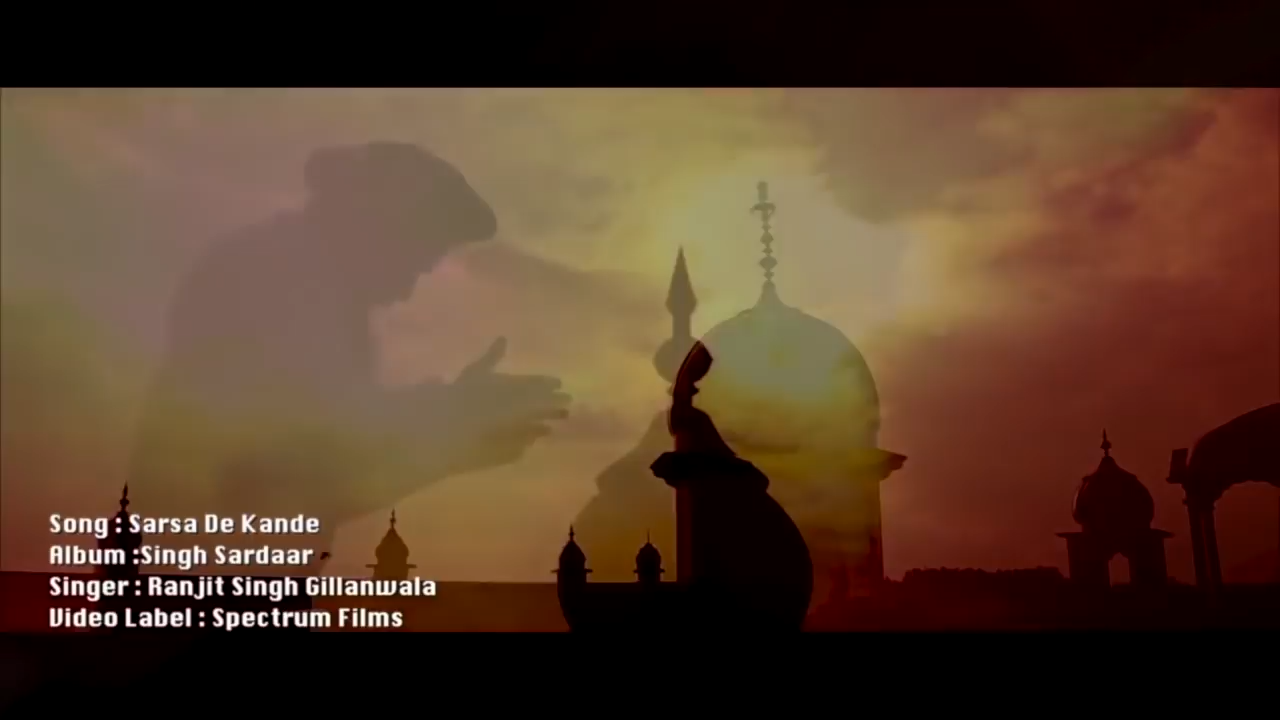 Song : Sarsa De Kande
Album :Singh Sardaar
Singer : Ranjit Singh Gillanwala
Video Label : Spectrum Films